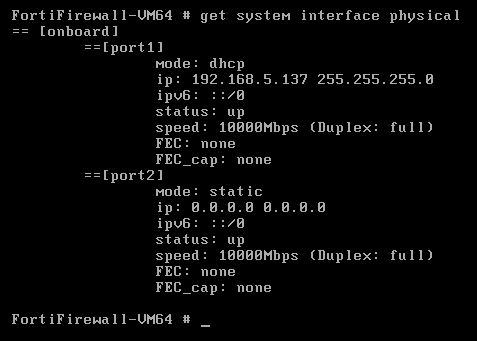 FortiFirewall-VM64 # get system interface physical
== [onboard]
==[port1]
mode: dhcp
ip: 192.168.5.137 255.255.255.0
ipv6: ::/0
status: up
speed: 10000Mbps (Duplex: full)
FEC: none
FEC_cap: none
==[port2]
mode: static
ip: 0.0.0.0 0.0.0.0
ipv6: ::/0
status: up
speed: 10000Mbps (Duplex: full)
FEC: none
FEC_cap: none
FortiFirewall-VM64 # _